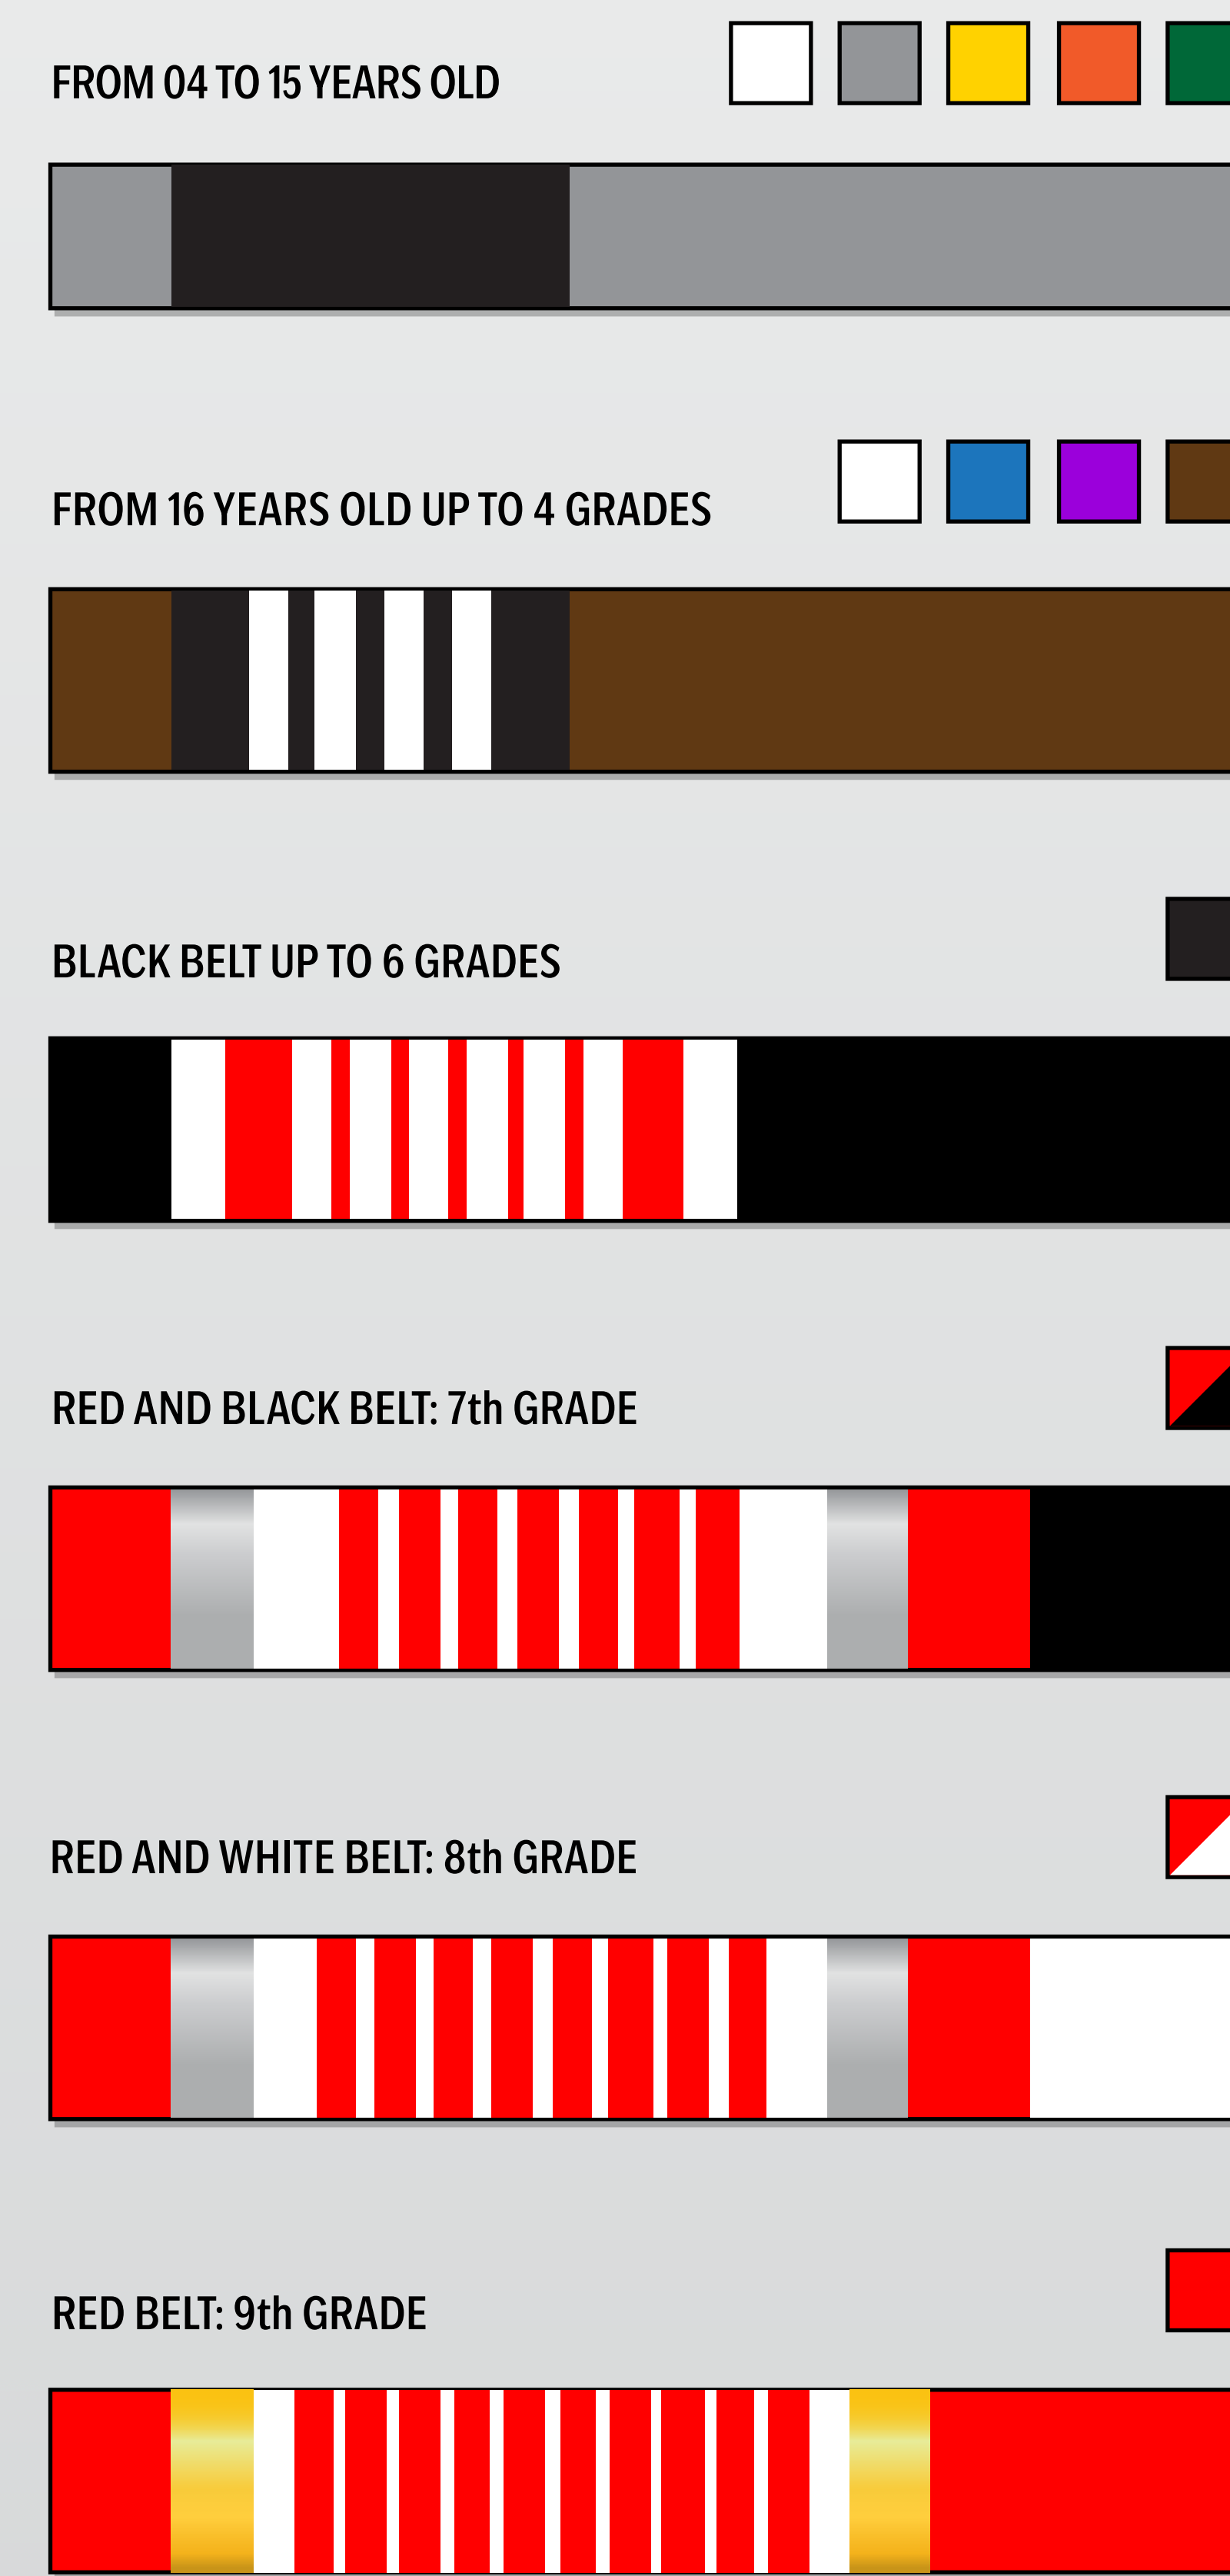 FROM 04 TO 15 YEARS OLD
FROM 16 YEARS OLD UP TO 4 GRADES
BLACK BELT UP TO 6 GRADES
RED AND BLACK BELT: 7th GRADE
RED AND WHITE BELT: 8th GRADE
RED BELT: 9th GRADE